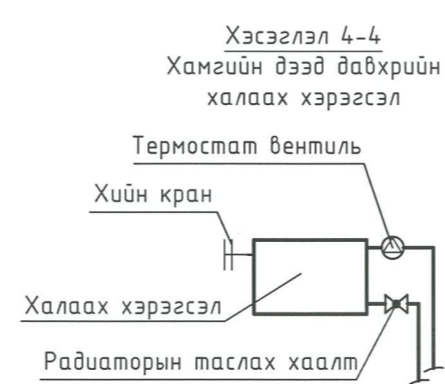 Хэсэглэл 4-4
Хамгийн дээд давхрийн
халаах хэрэгсэл
Термостат вентиль
Хийн кран
Халаах хэрэгсэл
Радиаторын таслах хаалт